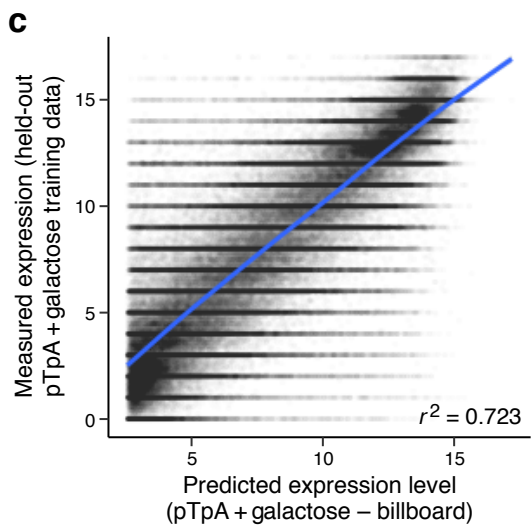 c
Measured expression (held-out
pTpA + galactose training data)
15
10
5
0
r² = 0.723
5 10 15
Predicted expression level
(pTpA + galactose – billboard)